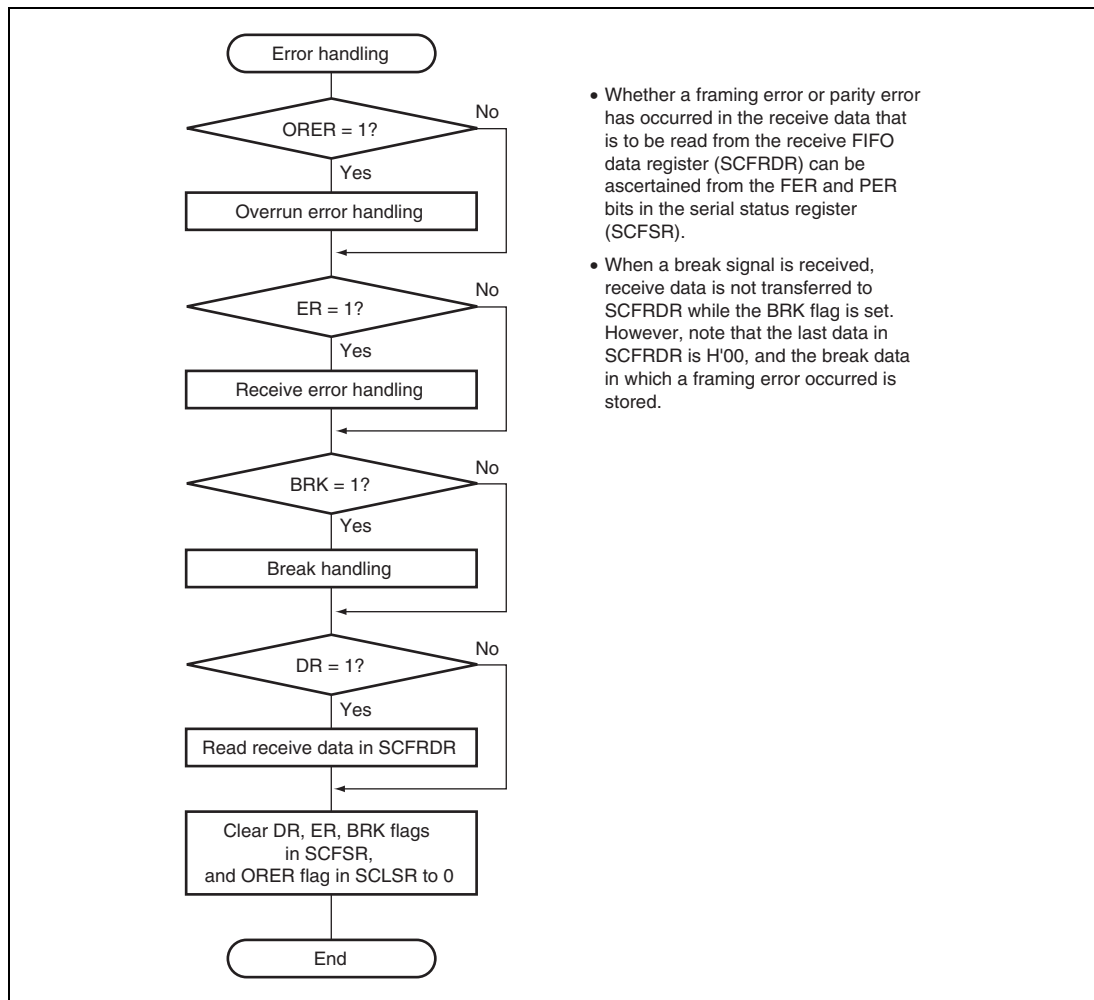 Error handling
No
ORER = 1?
Yes
Overrun error handling
No
ER = 1?
Yes
Receive error handling
No
BRK = 1?
Yes
Break handling
No
DR = 1?
Yes
Read receive data in SCFRDR
Clear DR, ER, BRK flags
in SCFSR,
and ORER flag in SCLSR to 0
End
• Whether a framing error or parity error
has occurred in the receive data that
is to be read from the receive FIFO
data register (SCFRDR) can be
ascertained from the FER and PER
bits in the serial status register
(SCFSR).
• When a break signal is received,
receive data is not transferred to
SCFRDR while the BRK flag is set.
However, note that the last data in
SCFRDR is H'00, and the break data
in which a framing error occurred is
stored.